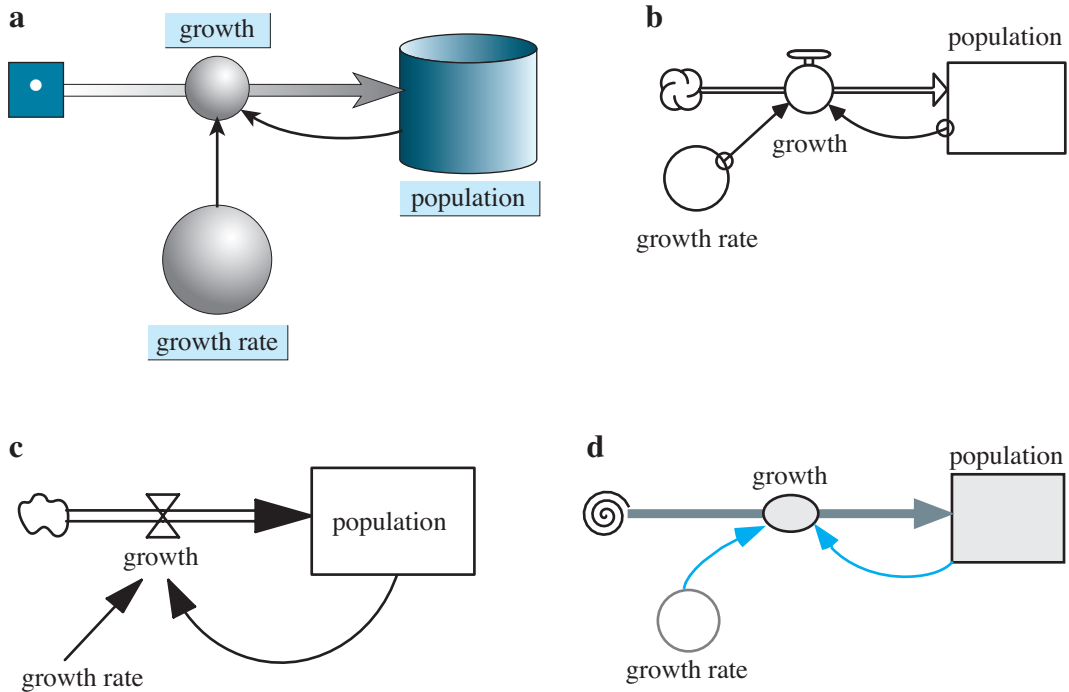 a
growth
population
growth rate
b
population
growth
growth rate
c
population
growth
growth rate
d
population
growth
growth rate